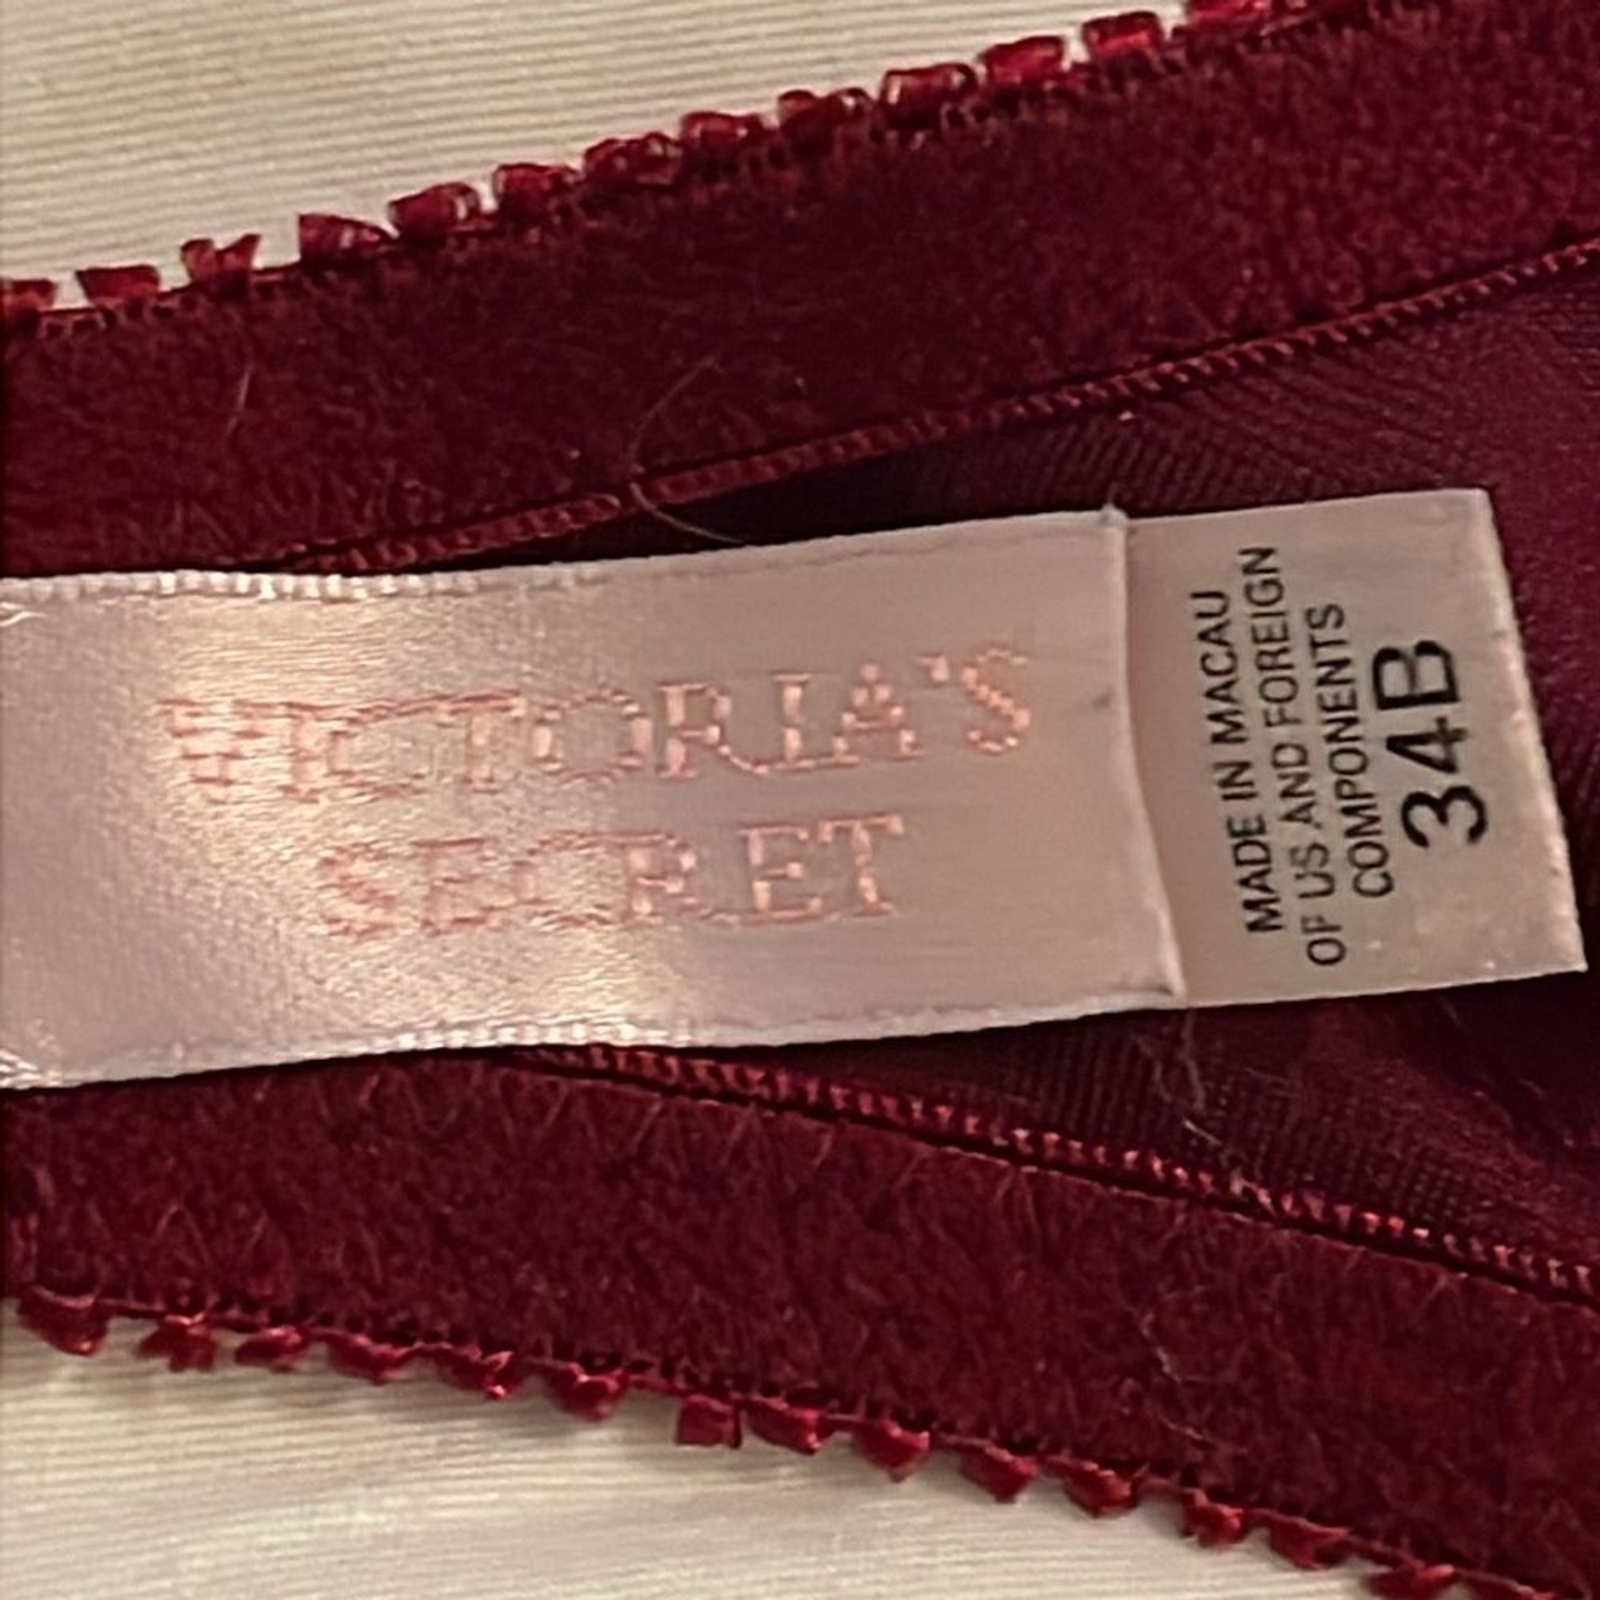 VICTORIA'S
SECRET
MADE IN MACAU
OF US AND FOREIGN
COMPONENTS
34B